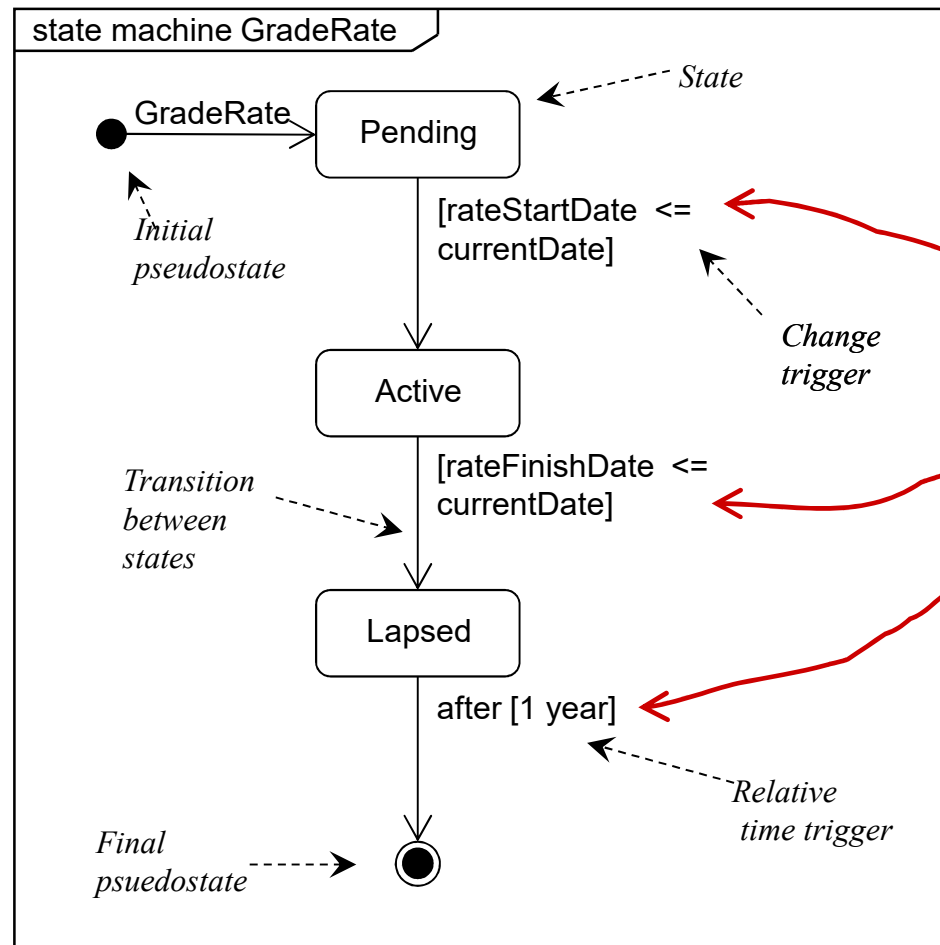 state machine GradeRate
State
GradeRate
Pending
Initial
pseudostate
[rateStartDate <=
currentDate]
Change
trigger
Active
[rateFinishDate <=
currentDate]
Transition
between
states
Lapsed
after [1 year]
Relative
time trigger
Final
psuedostate